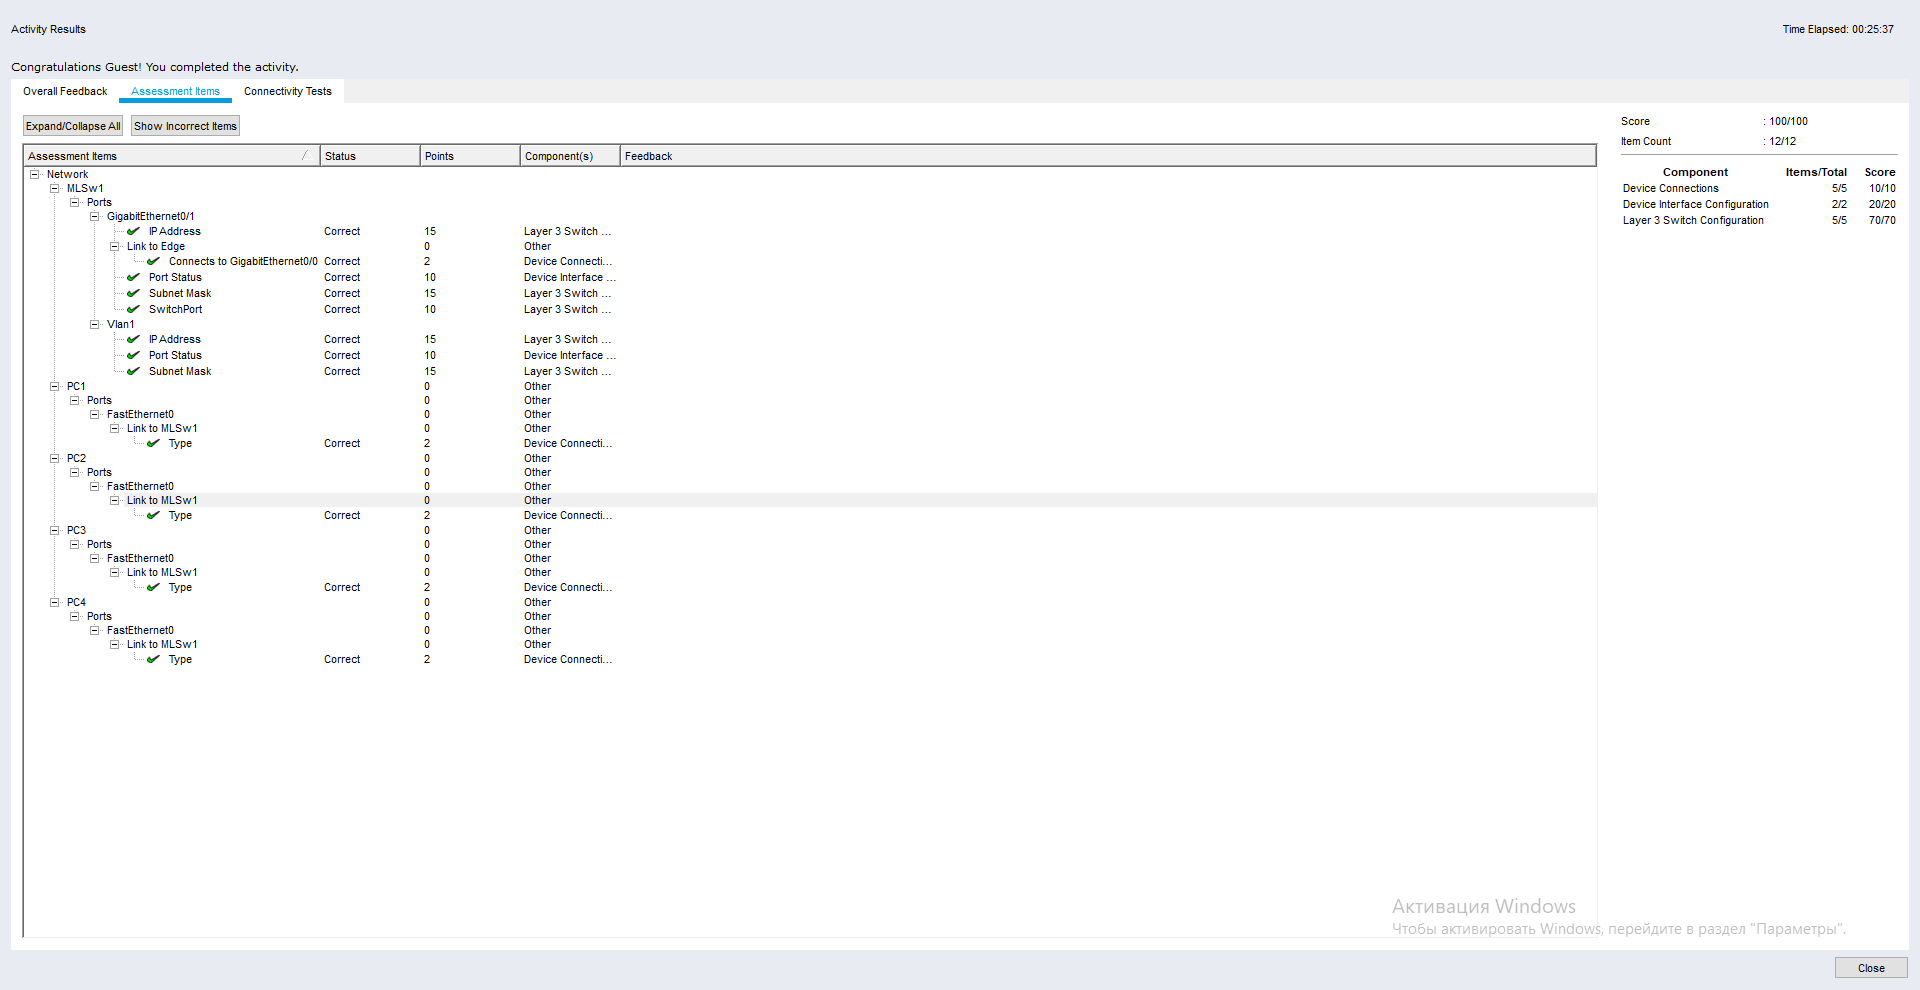 Activity Results
Time Elapsed: 00:25:37
Congratulations Guest! You completed the activity.
Overall Feedback Assessment Items Connectivity Tests
Expand/Collapse All Show Incorrect Items
Assessment Items Status Points Component(s) Feedback
Network
MLSw1
Ports
GigabitEthernet0/1
IP Address Correct 15 Layer 3 Switch ...
Link to Edge 0 Other
Connects to GigabitEthernet0/0 Correct 2 Device Connecti...
Port Status Correct 10 Device Interface ...
Subnet Mask Correct 15 Layer 3 Switch ...
SwitchPort Correct 10 Layer 3 Switch ...
Vlan1
IP Address Correct 15 Layer 3 Switch ...
Port Status Correct 10 Device Interface ...
Subnet Mask Correct 15 Layer 3 Switch ...
PC1 0 Other
Ports 0 Other
FastEthernet0 0 Other
Link to MLSw1 0 Other
Type Correct 2 Device Connecti...
PC2 0 Other
Ports 0 Other
FastEthernet0 0 Other
Link to MLSw1 0 Other
Type Correct 2 Device Connecti...
PC3 0 Other
Ports 0 Other
FastEthernet0 0 Other
Link to MLSw1 0 Other
Type Correct 2 Device Connecti...
PC4 0 Other
Ports 0 Other
FastEthernet0 0 Other
Link to MLSw1 0 Other
Type Correct 2 Device Connecti...
Score : 100/100
Item Count : 12/12
Component Items/Total Score
Device Connections 5/5 10/10
Device Interface Configuration 2/2 20/20
Layer 3 Switch Configuration 5/5 70/70
Активация Windows
Чтобы активировать Windows, перейдите в раздел "Параметры".
Close